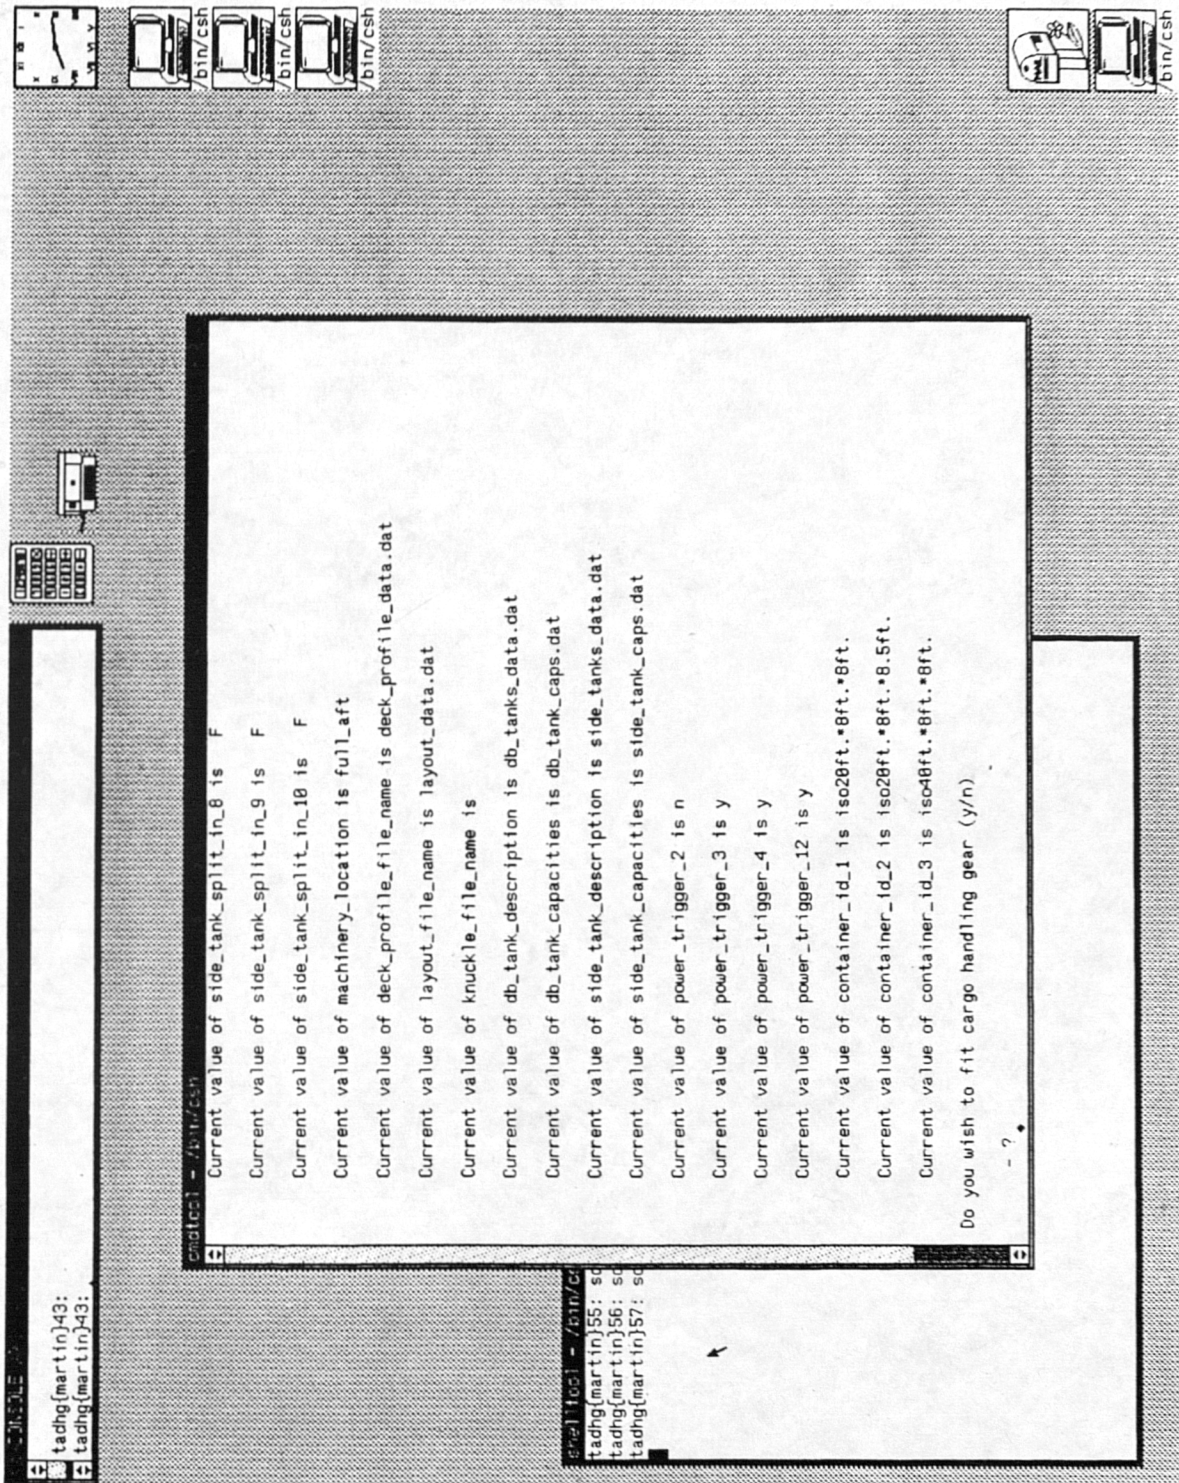 CONSOLE
tadhg{martin}43:
tadhg{martin}43:
/bin/csh
/bin/csh
/bin/csh
cmdtool - /bin/csh
Current value of side_tank_split_in_8 is F
Current value of side_tank_split_in_9 is F
Current value of side_tank_split_in_10 is F
Current value of machinery_location is full_aft
Current value of deck_profile_file_name is deck_profile_data.dat
Current value of layout_file_name is layout_data.dat
Current value of knuckle_file_name is
Current value of db_tank_description is db_tanks_data.dat
Current value of db_tank_capacities is db_tank_caps.dat
Current value of side_tank_description is side_tanks_data.dat
Current value of side_tank_capacities is side_tank_caps.dat
Current value of power_trigger_2 is n
Current value of power_trigger_3 is y
Current value of power_trigger_4 is y
Current value of power_trigger_12 is y
Current value of container_id_1 is iso20ft.*8ft.*8ft.
Current value of container_id_2 is iso20ft.*8ft.*8.5ft.
Current value of container_id_3 is iso40ft.*8ft.*8ft.
Do you wish to fit cargo handling gear (y/n)
- ?
shelltool - /bin/c
tadhg{martin}55: sc
tadhg{martin}56: sc
tadhg{martin}57: sc
MAIL
/bin/csh